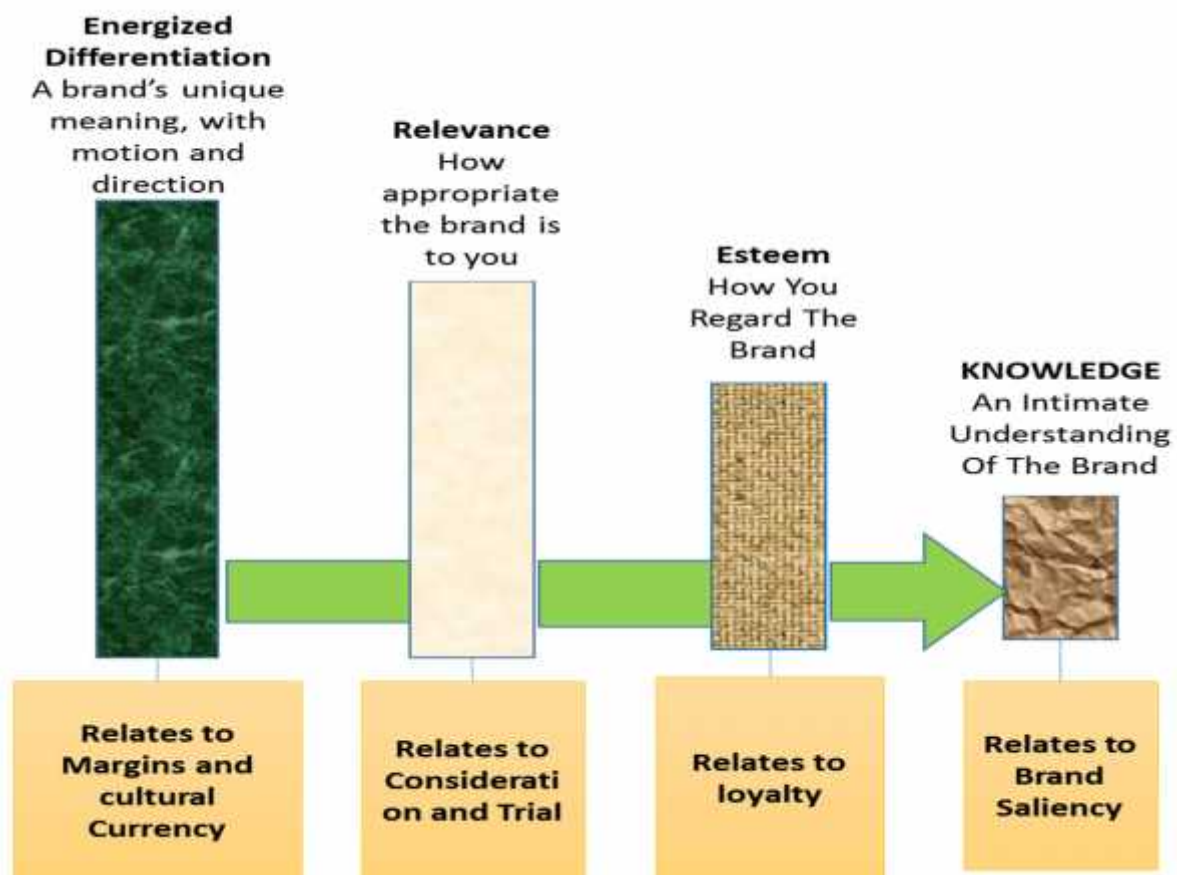 Energized
Differentiation
A brand's unique
meaning, with
motion and
direction
Relevance
How
appropriate
the brand is
to you
Esteem
How You
Regard The
Brand
KNOWLEDGE
An Intimate
Understanding
Of The Brand
Relates to
Margins and
cultural
Currency
Relates to
Considerati
on and Trial
Relates to
loyalty
Relates to
Brand
Saliency